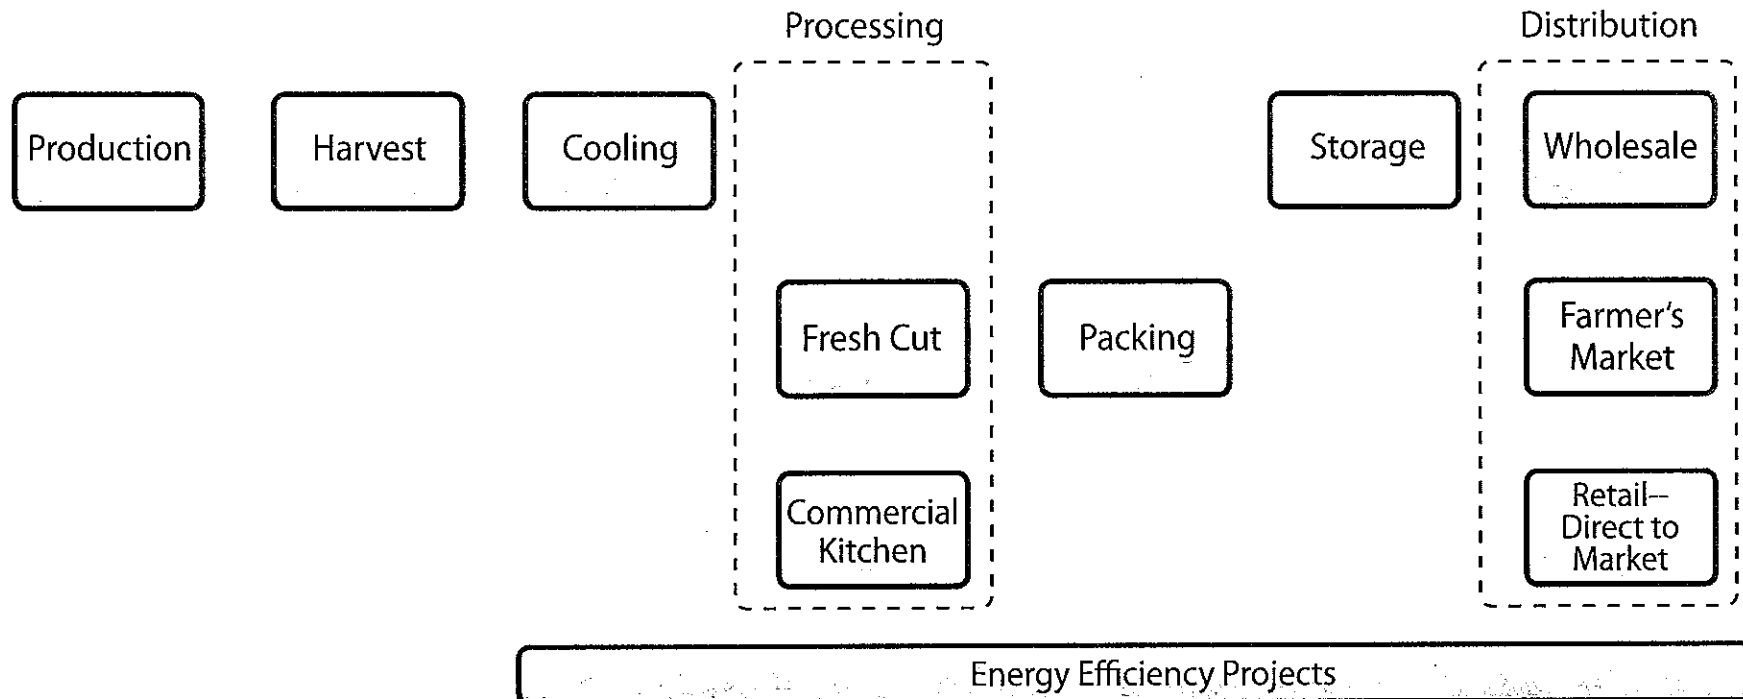 Processing
Distribution
Production
Harvest
Cooling
Storage
Wholesale
Fresh Cut
Packing
Farmer's
Market
Commercial
Kitchen
Retail--
Direct to
Market
Energy Efficiency Projects